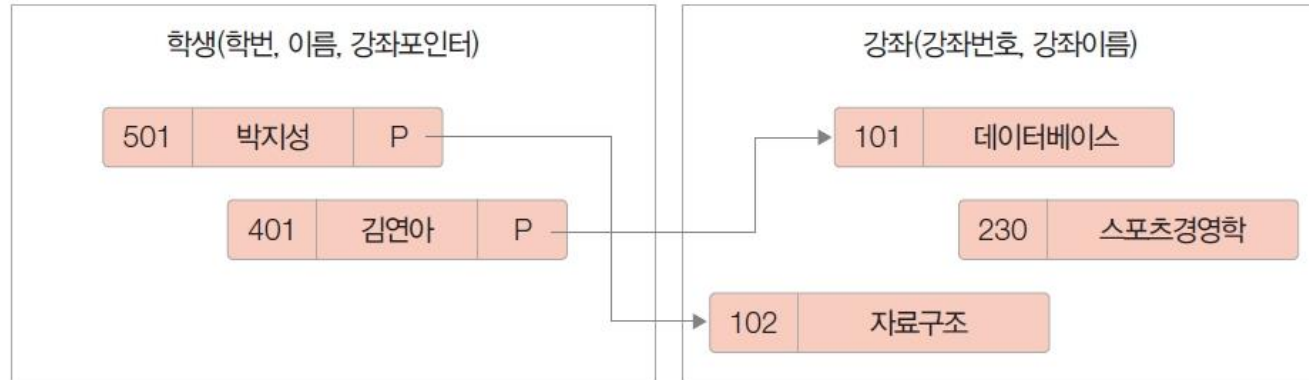 학생(학번, 이름, 강좌포인터)
501 박지성 P
401 김연아 P
강좌(강좌번호, 강좌이름)
101 데이터베이스
230 스포츠경영학
102 자료구조